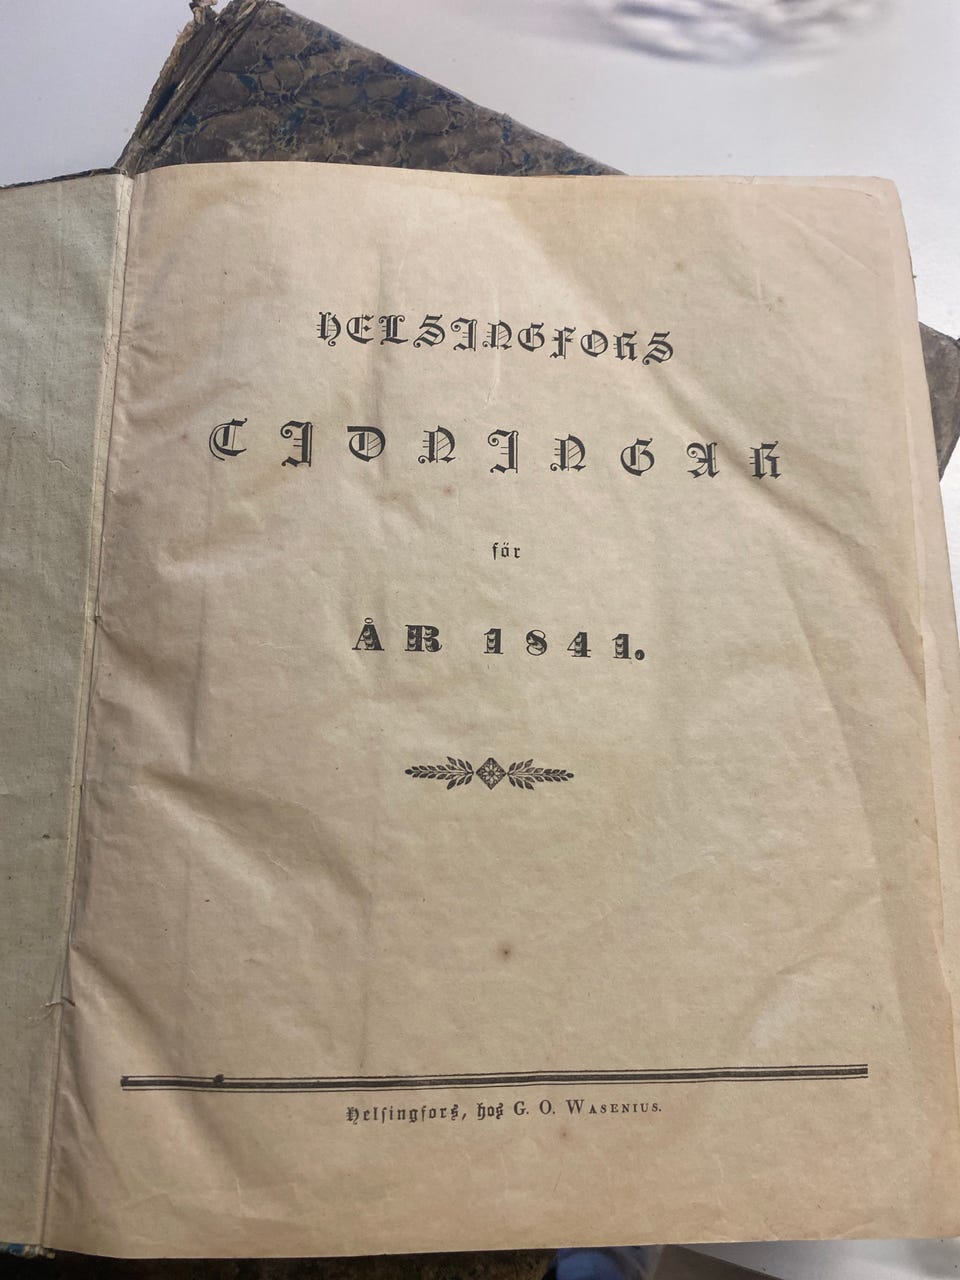 HELSINGFORS
TIDNINGAR
för
ÅR 1841.
Helsingfors, hos G. O. WASENIUS.